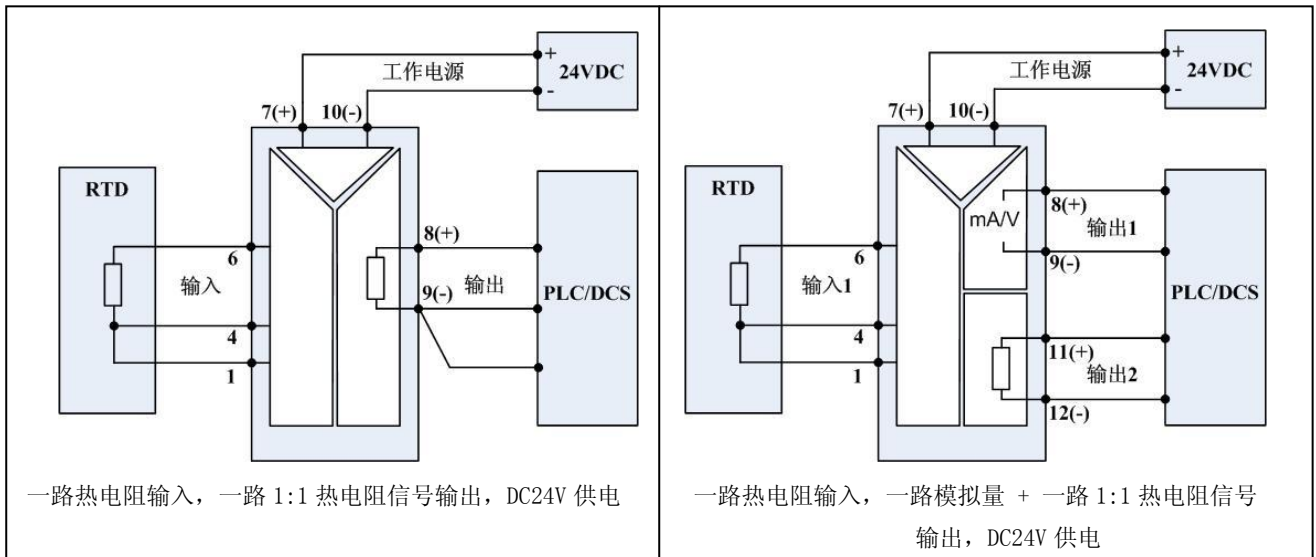 +
工作电源
24VDC
-
7(+)
10(-)
RTD
8(+)
6
输入
输出
9(-)
PLC/DCS
4
1
一路热电阻输入，一路 1:1 热电阻信号输出，DC24V 供电
+
工作电源
24VDC
-
7(+)
10(-)
RTD
8(+)
mA/V
输出1
6
9(-)
输入1
PLC/DCS
4
11(+)
1
输出2
12(-)
一路热电阻输入，一路模拟量 + 一路 1:1 热电阻信号
输出，DC24V 供电